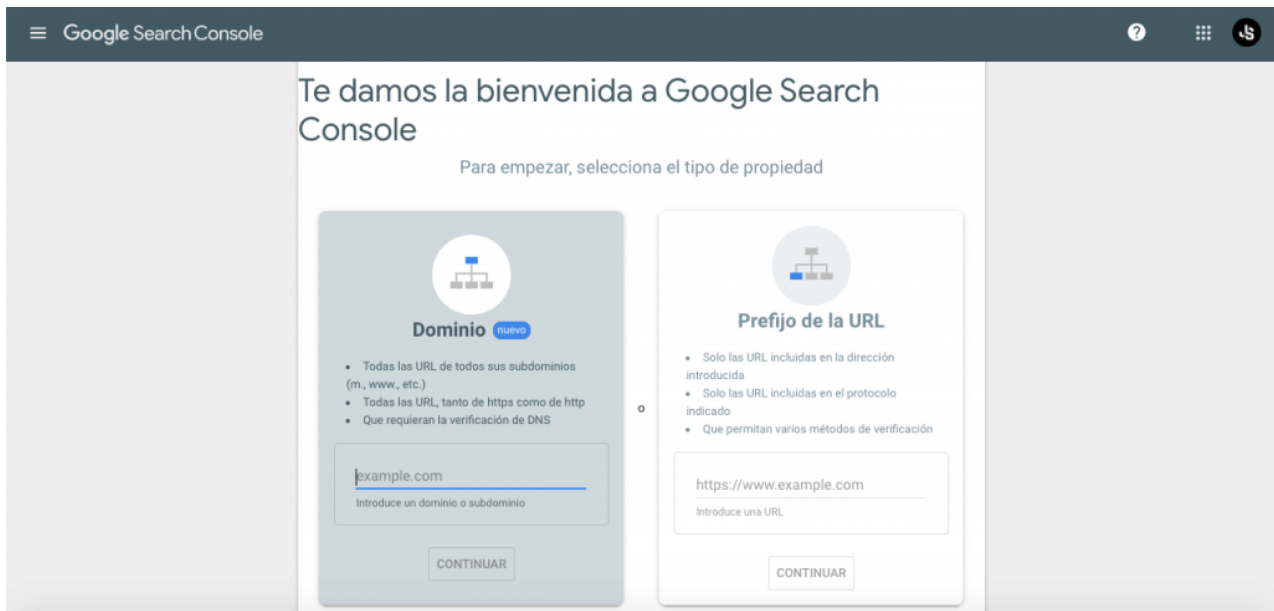 Google Search Console
Te damos la bienvenida a Google Search
Console
Para empezar, selecciona el tipo de propiedad
Dominio nuevo
• Todas las URL de todos sus subdominios
(m., www., etc.)
• Todas las URL, tanto de https como de http
• Que requieran la verificación de DNS
example.com
Introduce un dominio o subdominio
CONTINUAR
o
Prefijo de la URL
• Solo las URL incluidas en la dirección
introducida
• Solo las URL incluidas en el protocolo
indicado
• Que permitan varios métodos de verificación
https://www.example.com
Introduce una URL
CONTINUAR